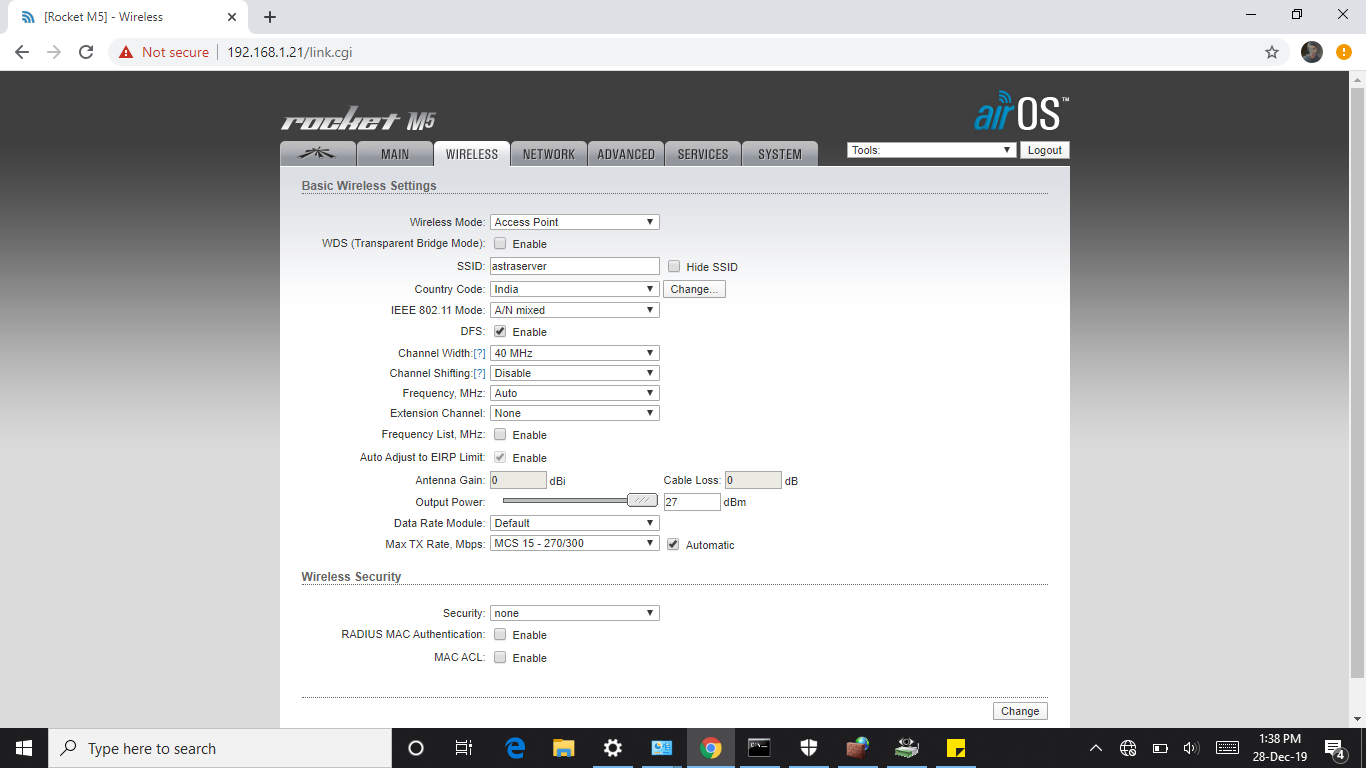 [Rocket M5] - Wireless
Not secure 192.168.1.21/link.cgi
rocket M5
airOS™
MAIN WIRELESS NETWORK ADVANCED SERVICES SYSTEM Tools: Logout
Basic Wireless Settings
Wireless Mode: Access Point
WDS (Transparent Bridge Mode): Enable
SSID: astraserver Hide SSID
Country Code: India Change...
IEEE 802.11 Mode: A/N mixed
DFS: Enable
Channel Width:[?] 40 MHz
Channel Shifting:[?] Disable
Frequency, MHz: Auto
Extension Channel: None
Frequency List, MHz: Enable
Auto Adjust to EIRP Limit: Enable
Antenna Gain: 0 dBi Cable Loss: 0 dB
Output Power: 27 dBm
Data Rate Module: Default
Max TX Rate, Mbps: MCS 15 - 270/300 Automatic
Wireless Security
Security: none
RADIUS MAC Authentication: Enable
MAC ACL: Enable
Change
Type here to search
1:38 PM
28-Dec-19
4